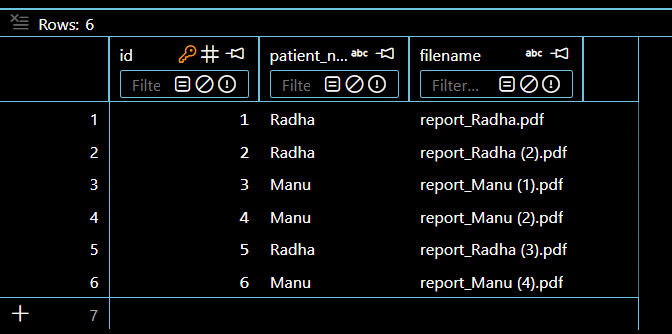 Rows: 6
id patient_n... abc filename abc
Filte Filte Filter...
1 1 Radha report_Radha.pdf
2 2 Radha report_Radha (2).pdf
3 3 Manu report_Manu (1).pdf
4 4 Manu report_Manu (2).pdf
5 5 Radha report_Radha (3).pdf
6 6 Manu report_Manu (4).pdf
7